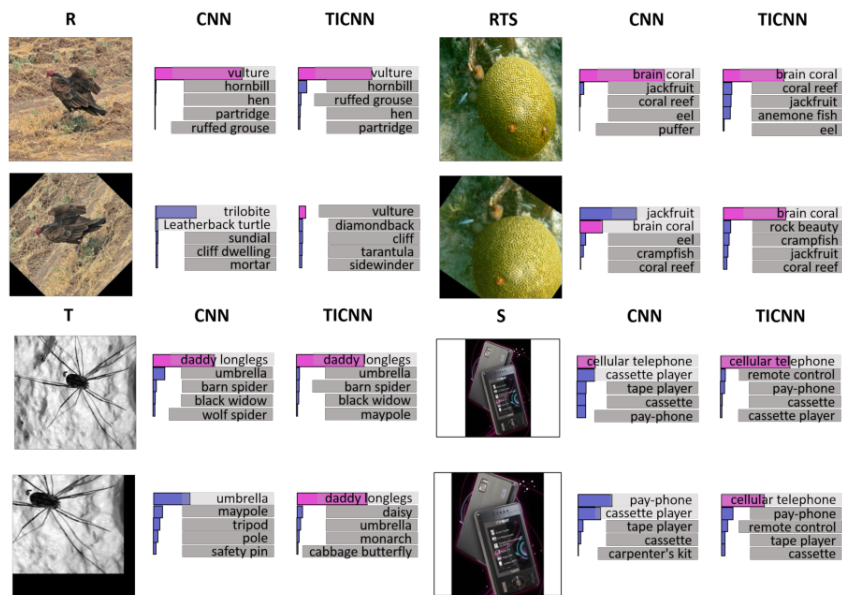 R CNN TICNN RTS CNN TICNN
vulture
hornbill
hen
partridge
ruffed grouse
vulture
hornbill
ruffed grouse
hen
partridge
brain coral
jackfruit
coral reef
eel
puffer
brain coral
coral reef
jackfruit
anemone fish
eel
trilobite
Leatherback turtle
sundial
cliff dwelling
mortar
vulture
diamondback
cliff
tarantula
sidewinder
jackfruit
brain coral
eel
crampfish
coral reef
brain coral
rock beauty
crampfish
jackfruit
coral reef
T CNN TICNN S CNN TICNN
daddy longlegs
umbrella
barn spider
black widow
wolf spider
daddy longlegs
umbrella
barn spider
black widow
maypole
cellular telephone
cassette player
tape player
cassette
pay-phone
cellular telephone
remote control
pay-phone
cassette
cassette player
umbrella
maypole
tripod
pole
safety pin
daddy longlegs
daisy
umbrella
monarch
cabbage butterfly
pay-phone
cassette player
tape player
cassette
carpenter's kit
cellular telephone
pay-phone
remote control
tape player
cassette